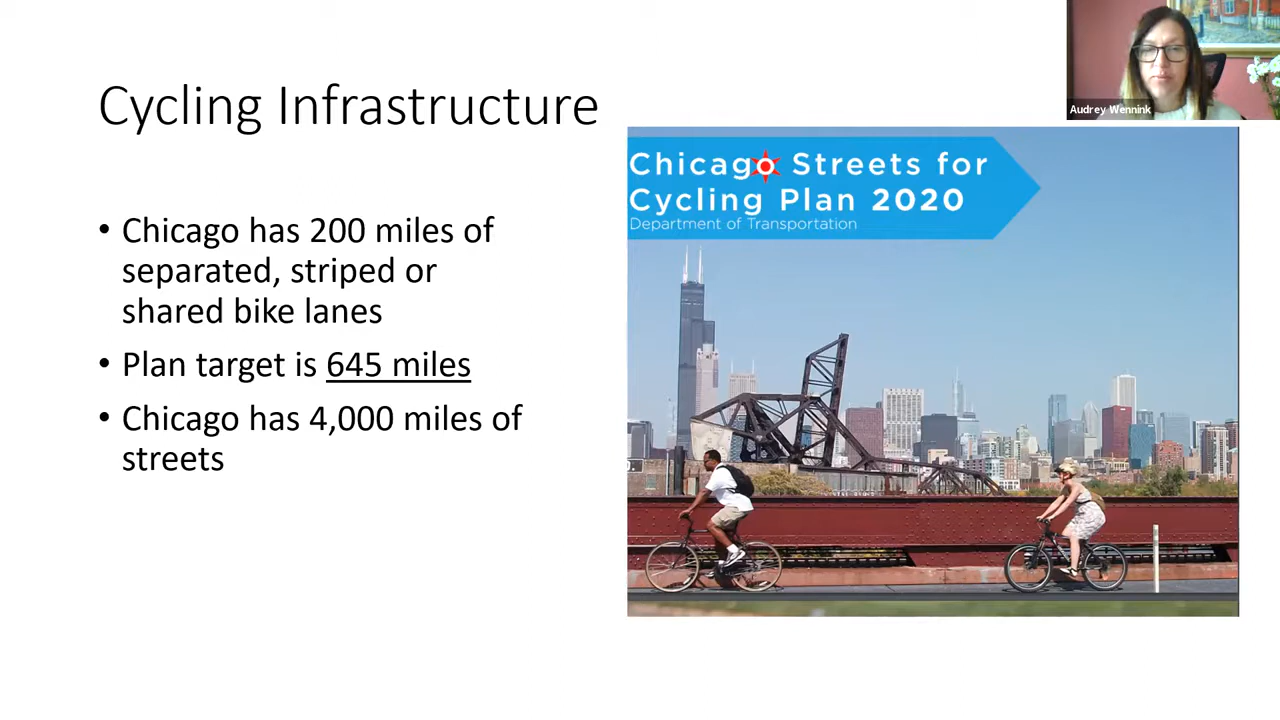 Cycling Infrastructure
• Chicago has 200 miles of
separated, striped or
shared bike lanes
• Plan target is 645 miles
• Chicago has 4,000 miles of
streets
Chicago Streets for
Cycling Plan 2020
Department of Transportation
Audrey Wennink